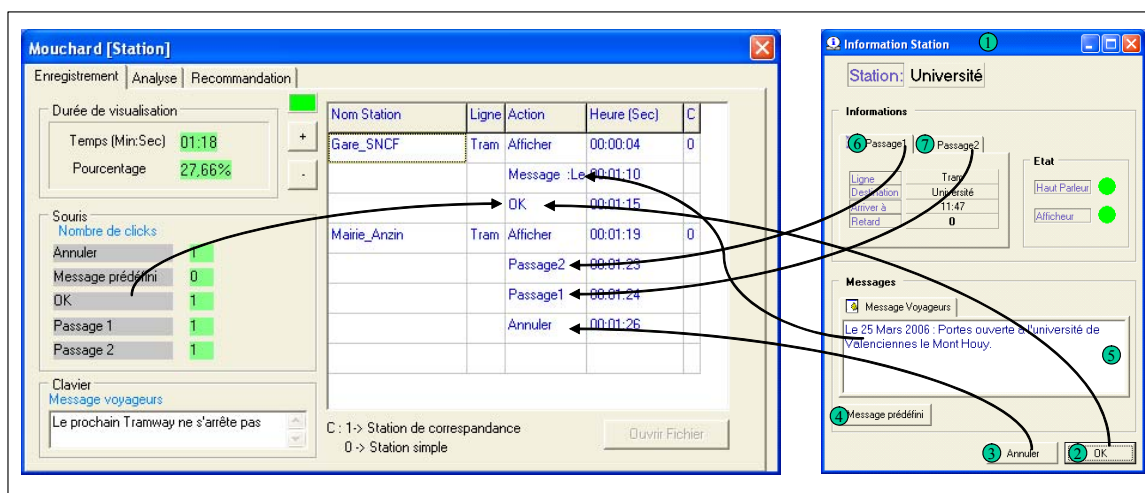 Mouchard [Station]
Enregistrement Analyse Recommandation
Durée de visualisation
Temps (Min:Sec) 01:18
Pourcentage 27,66%
+
-
Souris
Nombre de clicks
Annuler 1
Message prédéfini 0
OK 1
Passage 1 1
Passage 2 1
Clavier
Message voyageurs
Le prochain Tramway ne s'arrête pas
Nom Station Ligne Action Heure (Sec) C
Gare_SNCF Tram Afficher 00:00:04 0
Message :Le 00:01:10
OK 00:01:15
Mairie_Anzin Tram Afficher 00:01:19 0
Passage2 00:01:23
Passage1 00:01:24
Annuler 00:01:26
C : 1-> Station de correspandance
0 -> Station simple
Ouvrir Fichier
Information Station 1
Station: Université
Informations
6 Passage1 7 Passage2
Ligne Tram
Destination Université
Arriver à 11:47
Retard 0
Etat
Haut Parleur
Afficheur
Messages
Message Voyageurs
Le 25 Mars 2006 : Portes ouverte à l'université de
Valenciennes le Mont Houy.
5
4 Message prédéfini
3 Annuler 2 OK